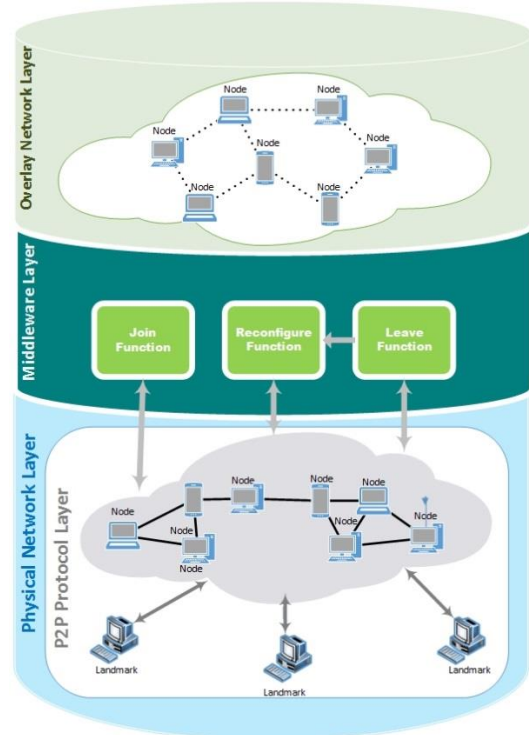 Overlay Network Layer
Node
Node
Node
Node
Node
Node
Node
Middleware Layer
Join
Function
Reconfigure
Function
Leave
Function
Physical Network Layer
P2P Protocol Layer
Node
Node
Node
Node
Node
Node
Node
Node
Node
Landmark
Landmark
Landmark